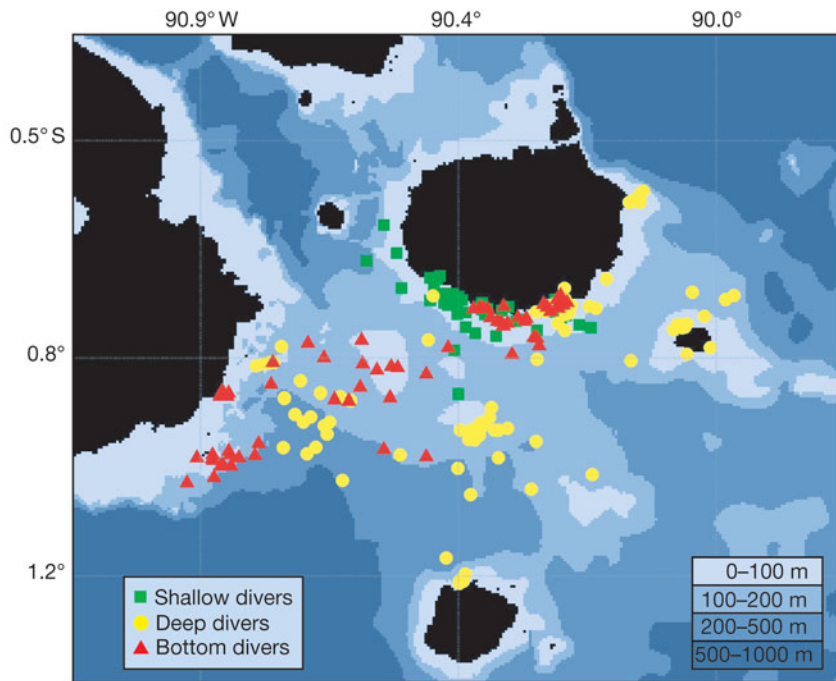 90.9° W 90.4° 90.0°
0.5° S
0.8°
1.2°
Shallow divers
Deep divers
Bottom divers
0–100 m
100–200 m
200–500 m
500–1000 m